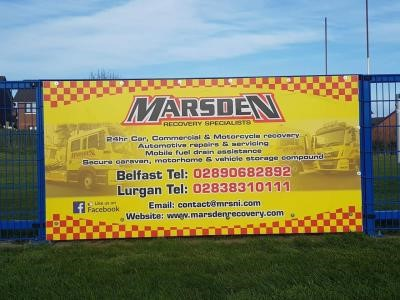 MARSDEN
RECOVERY SPECIALISTS
24hr Car, Commercial & Motorcycle recovery
Automotive repairs & servicing
Mobile fuel drain assistance
Secure caravan, motorhome & vehicle storage compound
Belfast Tel: 02890682892
Lurgan Tel: 02838310111
Like us on
Facebook
Email: contact@mrsni.com
Website: www.marsdenrecovery.com